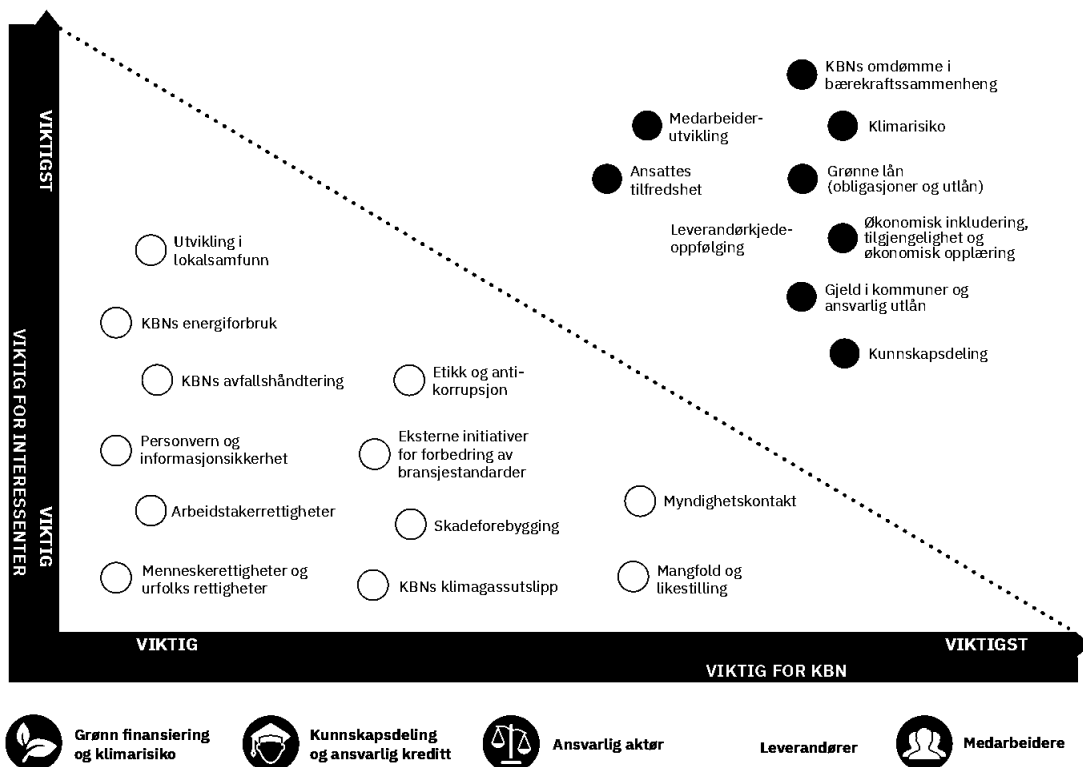 KBNs omdømme i
bærekraftssammenheng
Medarbeider-
utvikling
Klimarisiko
Ansattes
tilfredshet
Grønne lån
(obligasjoner og utlån)
Leverandørkjede-
oppfølging
Økonomisk inkludering,
tilgjengelighet og
økonomisk opplæring
Utvikling i
lokalsamfunn
Gjeld i kommuner og
ansvarlig utlån
KBNs energiforbruk
Kunnskapsdeling
KBNs avfallshåndtering
Etikk og anti-
korrupsjon
Personvern og
informasjonsikkerhet
Eksterne initiativer
for forbedring av
bransjestandarder
Arbeidstakerrettigheter
Skadeforebygging
Myndighetskontakt
Menneskerettigheter og
urfolks rettigheter
KBNs klimagassutslipp
Mangfold og
likestilling
VIKTIGST
VIKTIG
VIKTIG FOR INTERESSENTER
VIKTIG
VIKTIGST
VIKTIG FOR KBN
Grønn finansiering
og klimarisiko
Kunnskapsdeling
og ansvarlig kreditt
Ansvarlig aktør
Leverandører
Medarbeidere